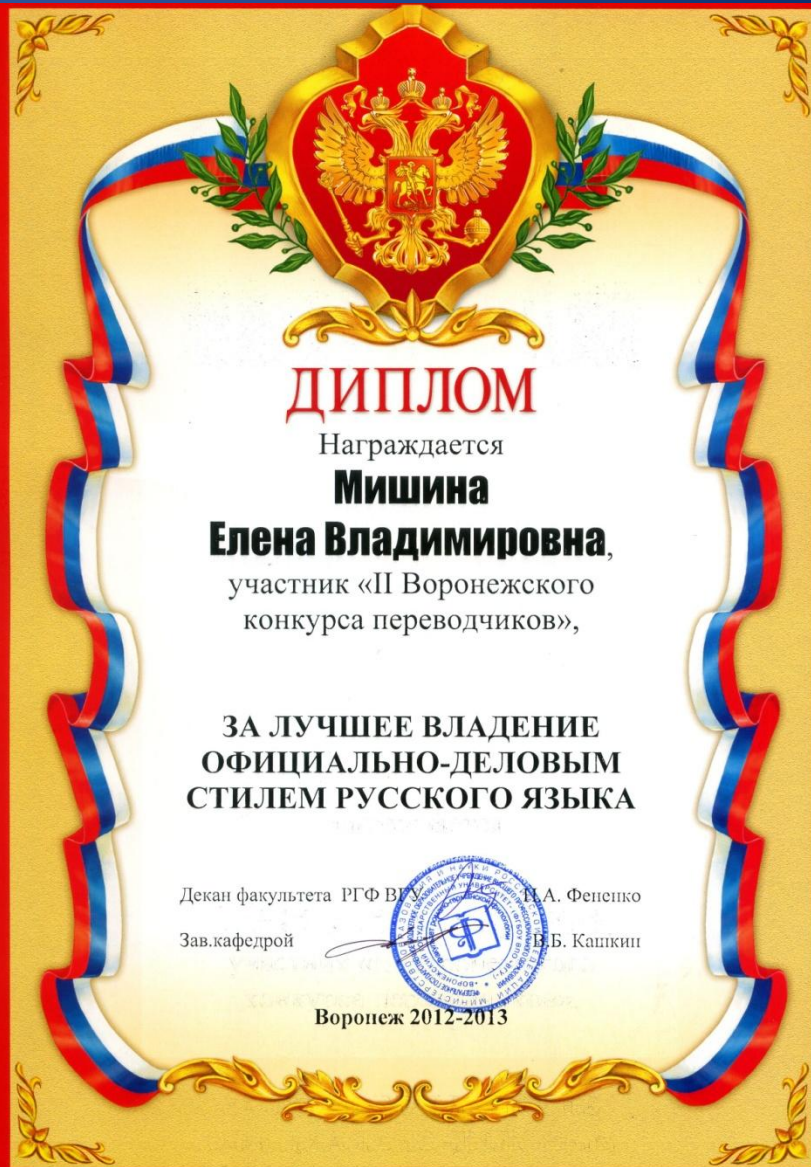 ДИПЛОМ
Награждается
Мишина
Елена Владимировна,
участник «II Воронежского
конкурса переводчиков»,
ЗА ЛУЧШЕЕ ВЛАДЕНИЕ
ОФИЦИАЛЬНО-ДЕЛОВЫМ
СТИЛЕМ РУССКОГО ЯЗЫКА
Декан факультета РГФ ВГУ Н.А. Фененко
Зав.кафедрой В.Б. Кашкин
Воронеж 2012-2013